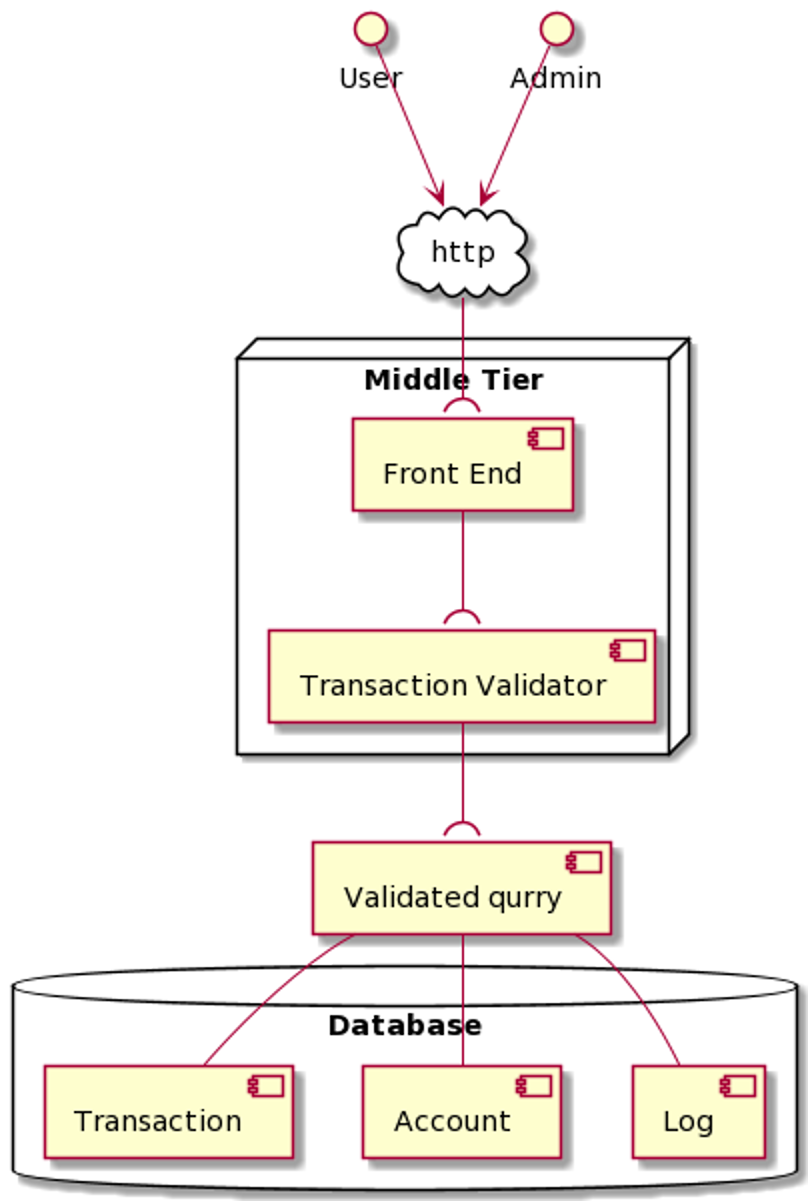 User
Admin
http
Middle Tier
Front End
Transaction Validator
Validated qurry
Database
Transaction
Account
Log